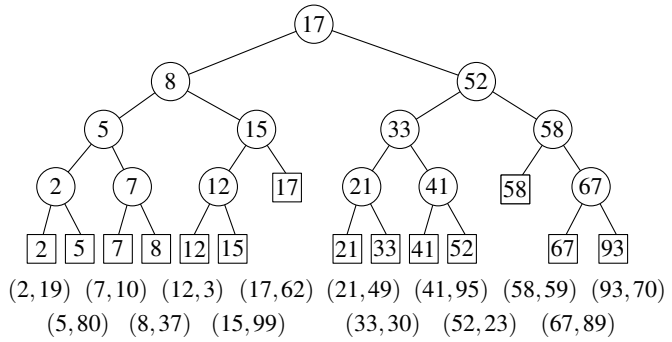 17
8 52
5 15 33 58
2 7 12 17 21 41 58 67
2 5 7 8 12 15 21 33 41 52 67 93
(2,19) (7,10) (12,3) (17,62) (21,49) (41,95) (58,59) (93,70)
(5,80) (8,37) (15,99) (33,30) (52,23) (67,89)